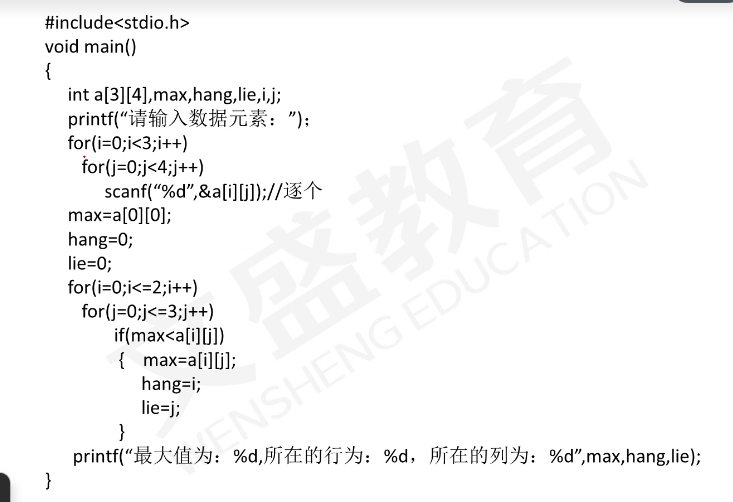 #include<stdio.h>
void main()
{
int a[3][4],max,hang,lie,i,j;
printf(“请输入数据元素：”);
for(i=0;i<3;i++)
for(j=0;j<4;j++)
scanf(“%d”,&a[i][j]);//逐个
max=a[0][0];
hang=0;
lie=0;
for(i=0;i<=2;i++)
for(j=0;j<=3;j++)
if(max<a[i][j])
{ max=a[i][j];
hang=i;
lie=j;
}
printf(“最大值为：%d,所在的行为：%d，所在的列为：%d”,max,hang,lie);
}
文盛教育
WENSHENG EDUCATION